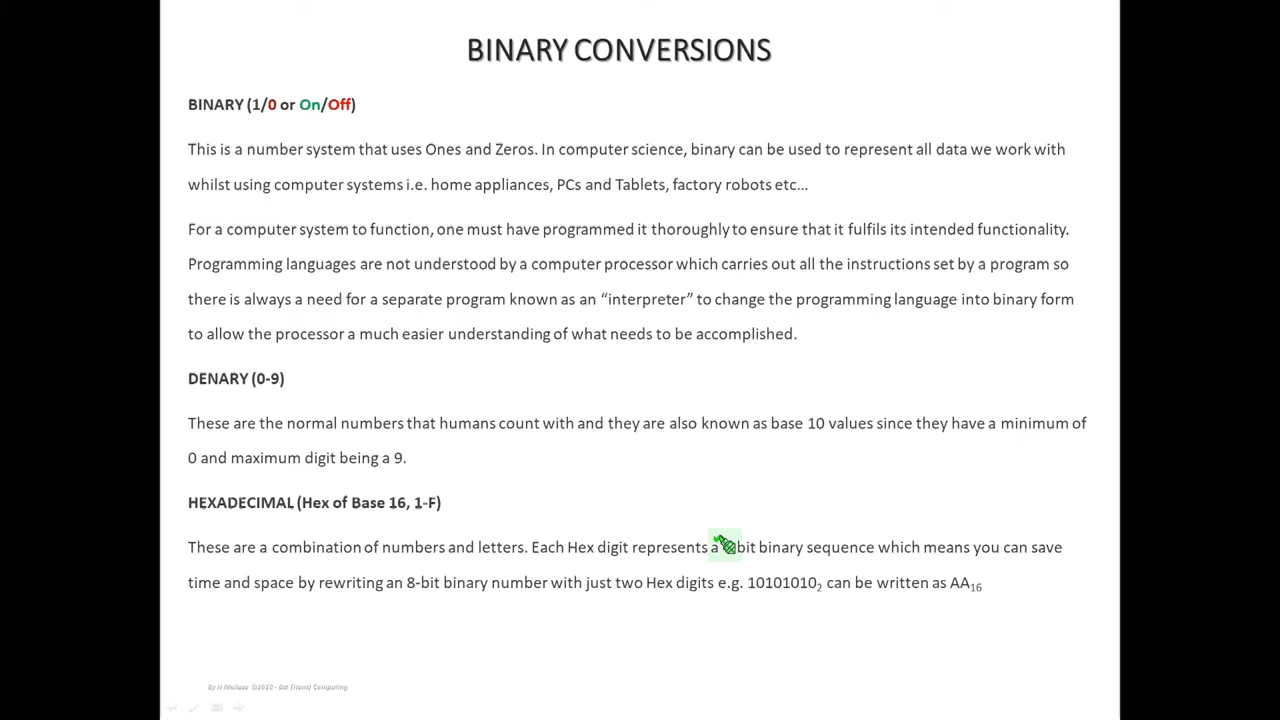 BINARY CONVERSIONS
BINARY (1/0 or On/Off)
This is a number system that uses Ones and Zeros. In computer science, binary can be used to represent all data we work with
whilst using computer systems i.e. home appliances, PCs and Tablets, factory robots etc...
For a computer system to function, one must have programmed it thoroughly to ensure that it fulfils its intended functionality.
Programming languages are not understood by a computer processor which carries out all the instructions set by a program so
there is always a need for a separate program known as an “interpreter” to change the programming language into binary form
to allow the processor a much easier understanding of what needs to be accomplished.
DENARY (0-9)
These are the normal numbers that humans count with and they are also known as base 10 values since they have a minimum of
0 and maximum digit being a 9.
HEXADECIMAL (Hex of Base 16, 1-F)
These are a combination of numbers and letters. Each Hex digit represents a bit binary sequence which means you can save
time and space by rewriting an 8-bit binary number with just two Hex digits e.g. 10101010₂ can be written as AA₁₆
By H ©2010 - Bsc (Hons) Computing